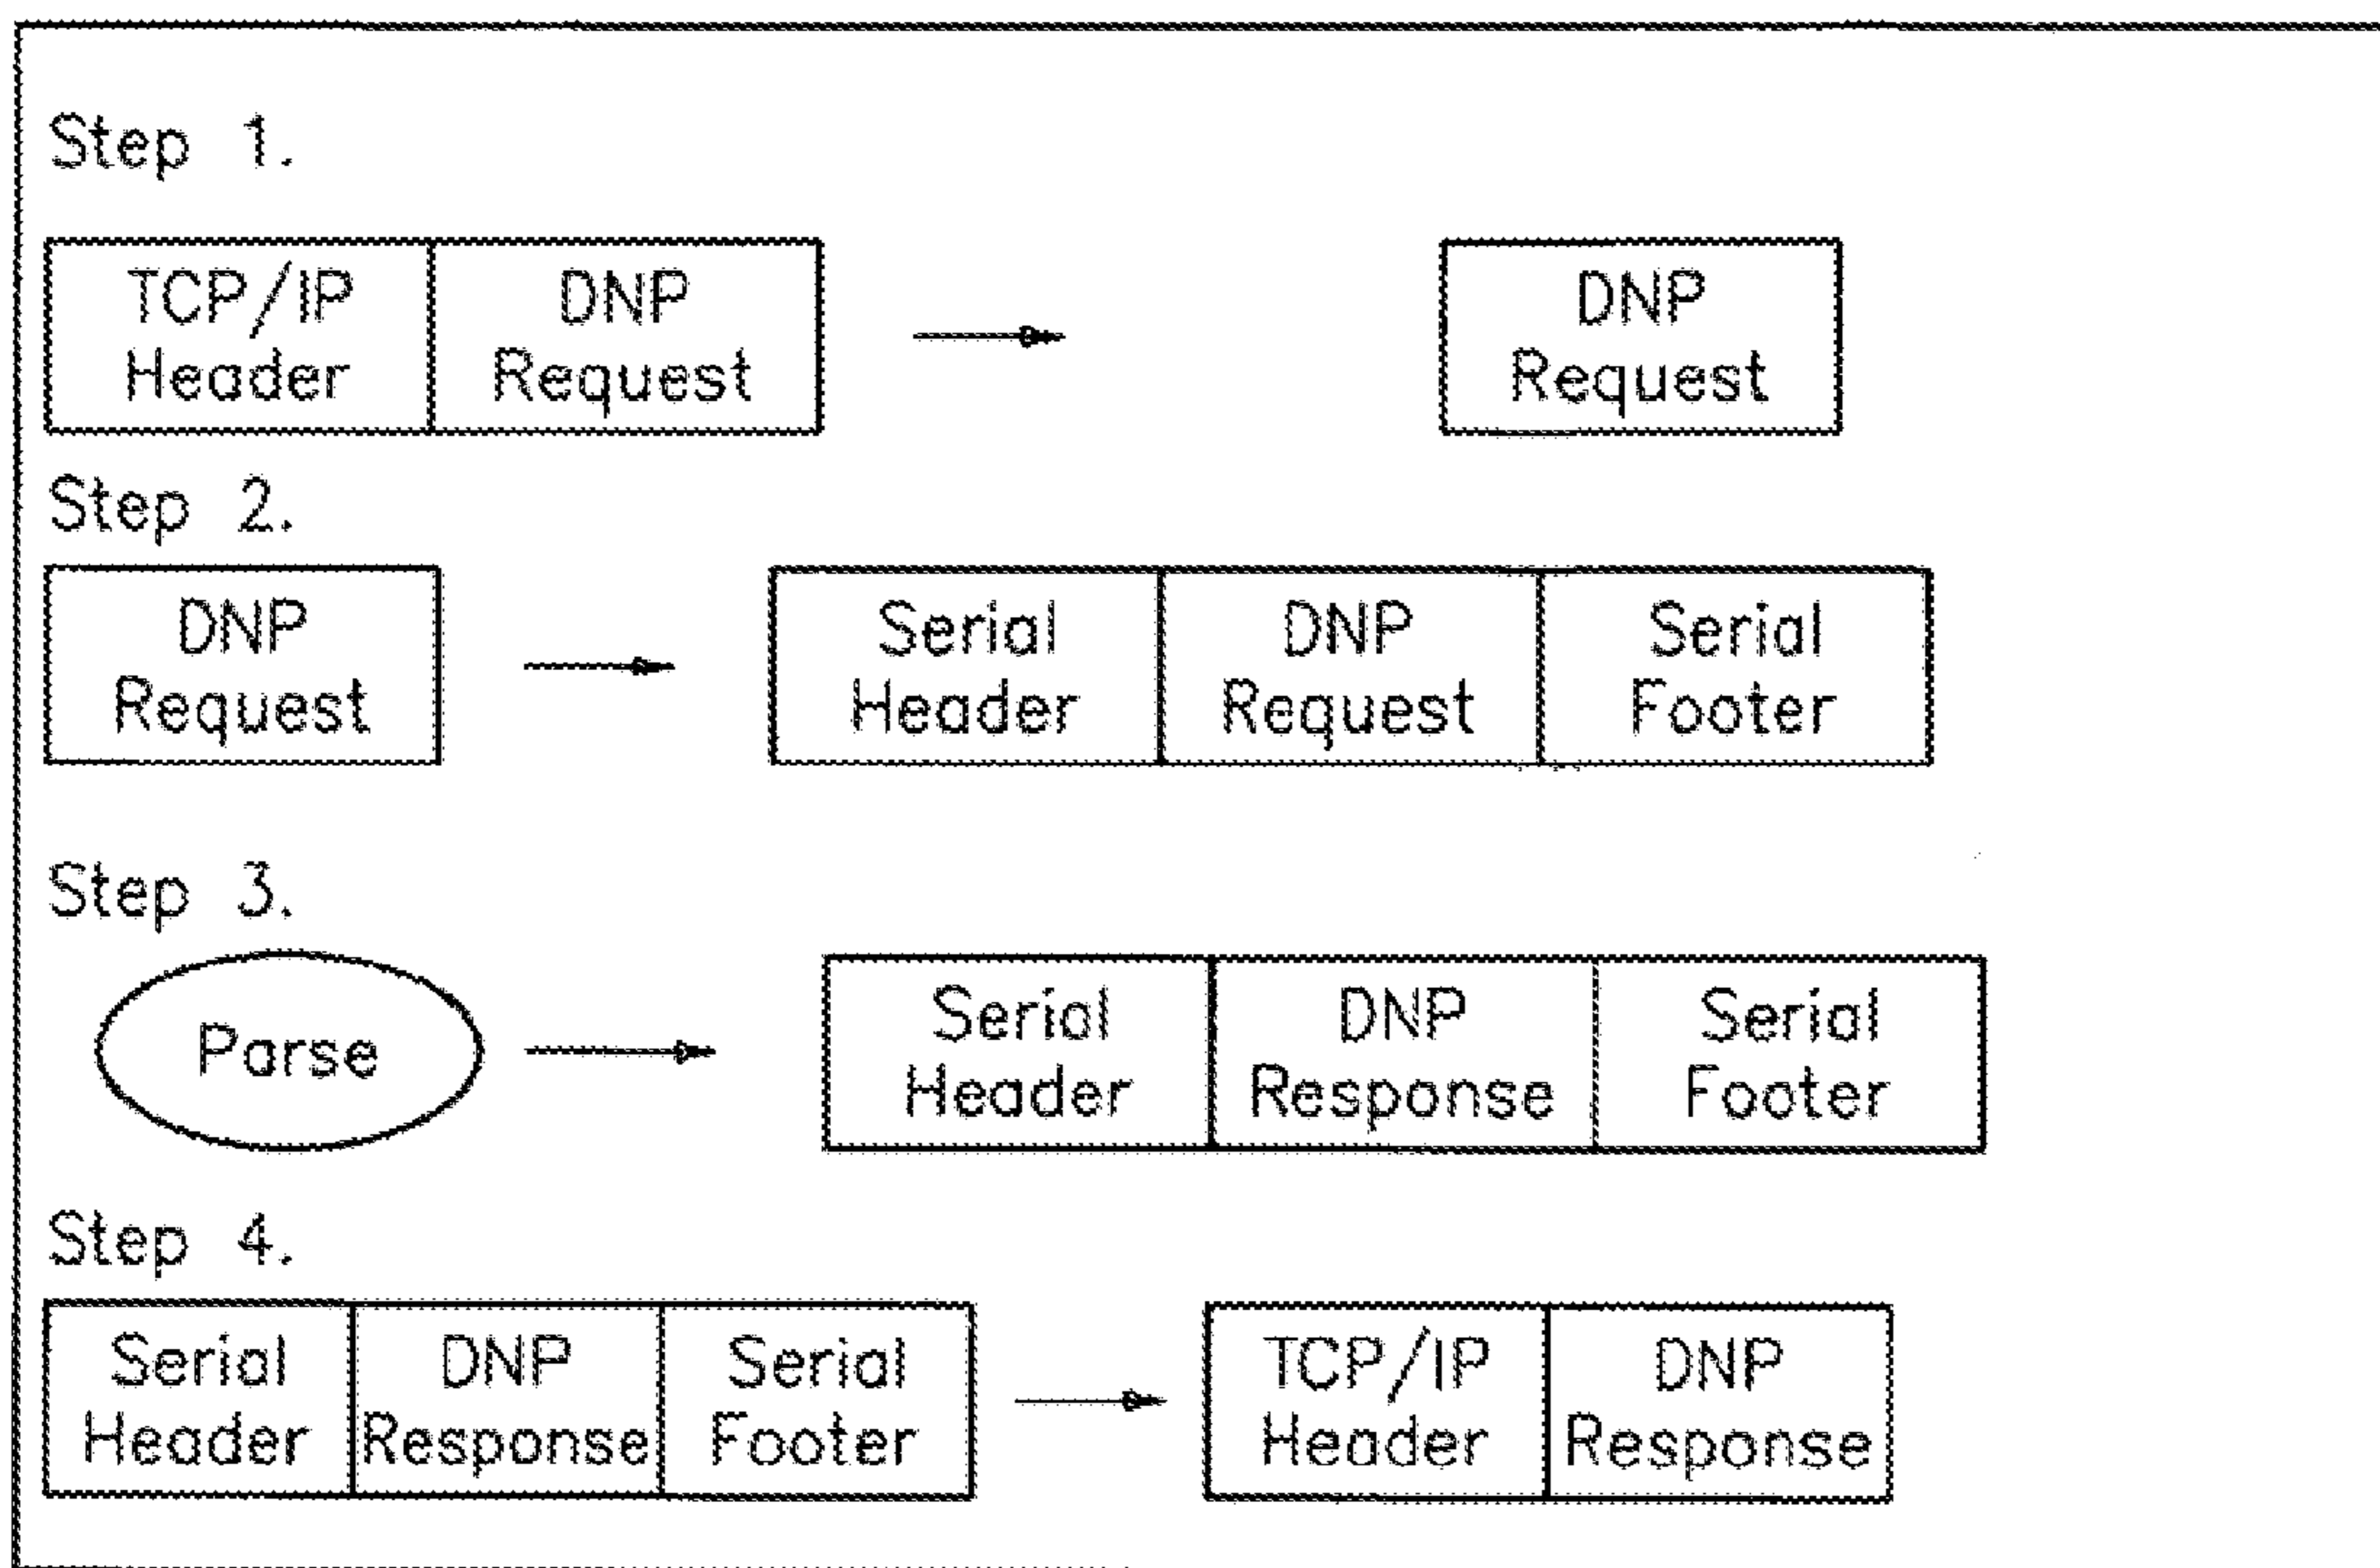 Step 1.
TCP/IP DNP DNP
Header Request Request
Step 2.
DNP Serial DNP Serial
Request Header Request Footer
Step 3.
Parse
Serial DNP Serial
Header Response Footer
Step 4.
Serial DNP Serial TCP/IP DNP
Header Response Footer Header Response